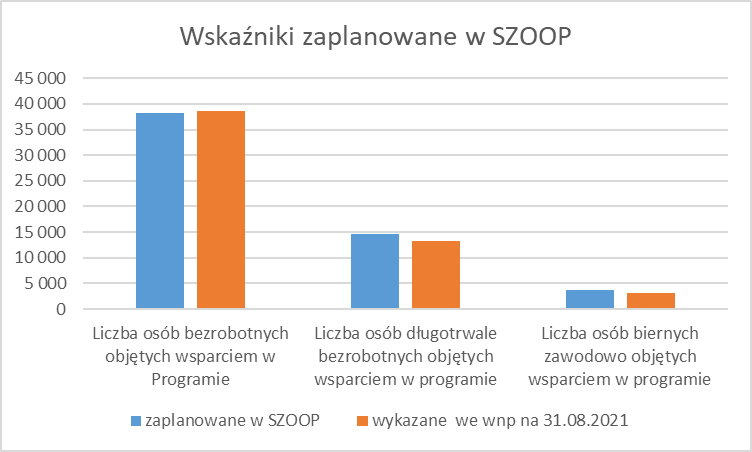 Wskaźniki zaplanowane w SZOOP
45 000
40 000
35 000
30 000
25 000
20 000
15 000
10 000
5 000
0
Liczba osób bezrobotnych
objętych wsparciem w
Programie
Liczba osób długotrwale
bezrobotnych objętych
wsparciem w programie
Liczba osób biernych
zawodowo objętych
wsparciem w programie
zaplanowane w SZOOP
wykazane we wnp na 31.08.2021